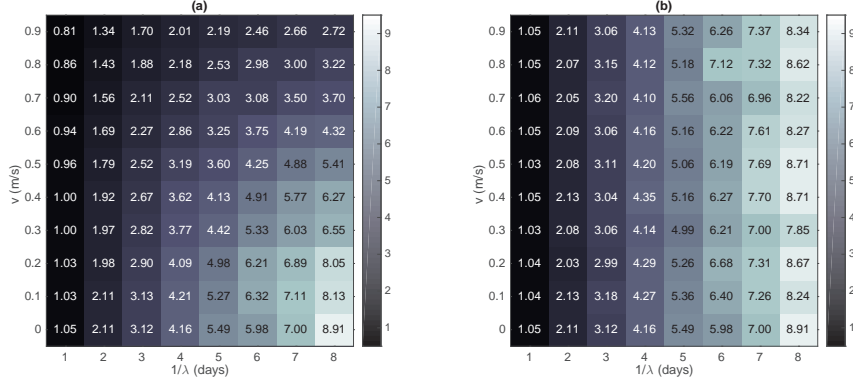 (a)
0.9 0.81 1.34 1.70 2.01 2.19 2.46 2.66 2.72
0.8 0.86 1.43 1.88 2.18 2.53 2.98 3.00 3.22
0.7 0.90 1.56 2.11 2.52 3.03 3.08 3.50 3.70
0.6 0.94 1.69 2.27 2.86 3.25 3.75 4.19 4.32
0.5 0.96 1.79 2.52 3.19 3.60 4.25 4.88 5.41
0.4 1.00 1.92 2.67 3.62 4.13 4.91 5.77 6.27
0.3 1.00 1.97 2.82 3.77 4.42 5.33 6.03 6.55
0.2 1.03 1.98 2.90 4.09 4.98 6.21 6.89 8.05
0.1 1.03 2.11 3.13 4.21 5.27 6.32 7.11 8.13
0 1.05 2.11 3.12 4.16 5.49 5.98 7.00 8.91
1 2 3 4 5 6 7 8
1/λ (days)
v (m/s)
9
8
7
6
5
4
3
2
1
(b)
0.9 1.05 2.11 3.06 4.13 5.32 6.26 7.37 8.34
0.8 1.05 2.07 3.15 4.12 5.18 7.12 7.32 8.62
0.7 1.06 2.05 3.20 4.10 5.56 6.06 6.96 8.22
0.6 1.05 2.09 3.06 4.16 5.16 6.22 7.61 8.27
0.5 1.03 2.08 3.11 4.20 5.06 6.19 7.69 8.71
0.4 1.05 2.13 3.04 4.35 5.16 6.27 7.70 8.71
0.3 1.03 2.08 3.06 4.14 4.99 6.21 7.00 7.85
0.2 1.04 2.03 2.99 4.29 5.26 6.68 7.31 8.67
0.1 1.04 2.13 3.18 4.27 5.36 6.40 7.26 8.24
0 1.05 2.11 3.12 4.16 5.49 5.98 7.00 8.91
1 2 3 4 5 6 7 8
1/λ (days)
v (m/s)
9
8
7
6
5
4
3
2
1